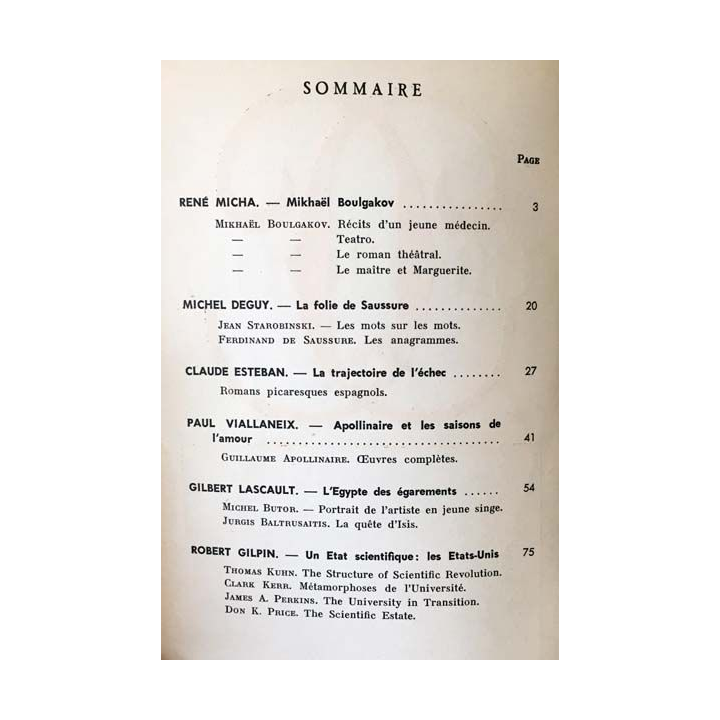 SOMMAIRE
PAGE
RENÉ MICHA. — Mikhaël Boulgakov ................ 3
MIKHAËL BOULGAKOV. Récits d'un jeune médecin.
— — Teatro.
— — Le roman théâtral.
— — Le maître et Marguerite.
MICHEL DEGUY. — La folie de Saussure .............. 20
JEAN STAROBINSKI. — Les mots sur les mots.
FERDINAND DE SAUSSURE. Les anagrammes.
CLAUDE ESTEBAN. — La trajectoire de l'échec ........ 27
Romans picaresques espagnols.
PAUL VIALLANEIX. — Apollinaire et les saisons de
l'amour ..................................... 41
GUILLAUME APOLLINAIRE. Œuvres complètes.
GILBERT LASCAULT. — L'Egypte des égarements ...... 54
MICHEL BUTOR. — Portrait de l'artiste en jeune singe.
JURGIS BALTRUSAITIS. La quête d'Isis.
ROBERT GILPIN. — Un Etat scientifique : les Etats-Unis 75
THOMAS KUHN. The Structure of Scientific Revolution.
CLARK KERR. Métamorphoses de l'Université.
JAMES A. PERKINS. The University in Transition.
DON K. PRICE. The Scientific Estate.